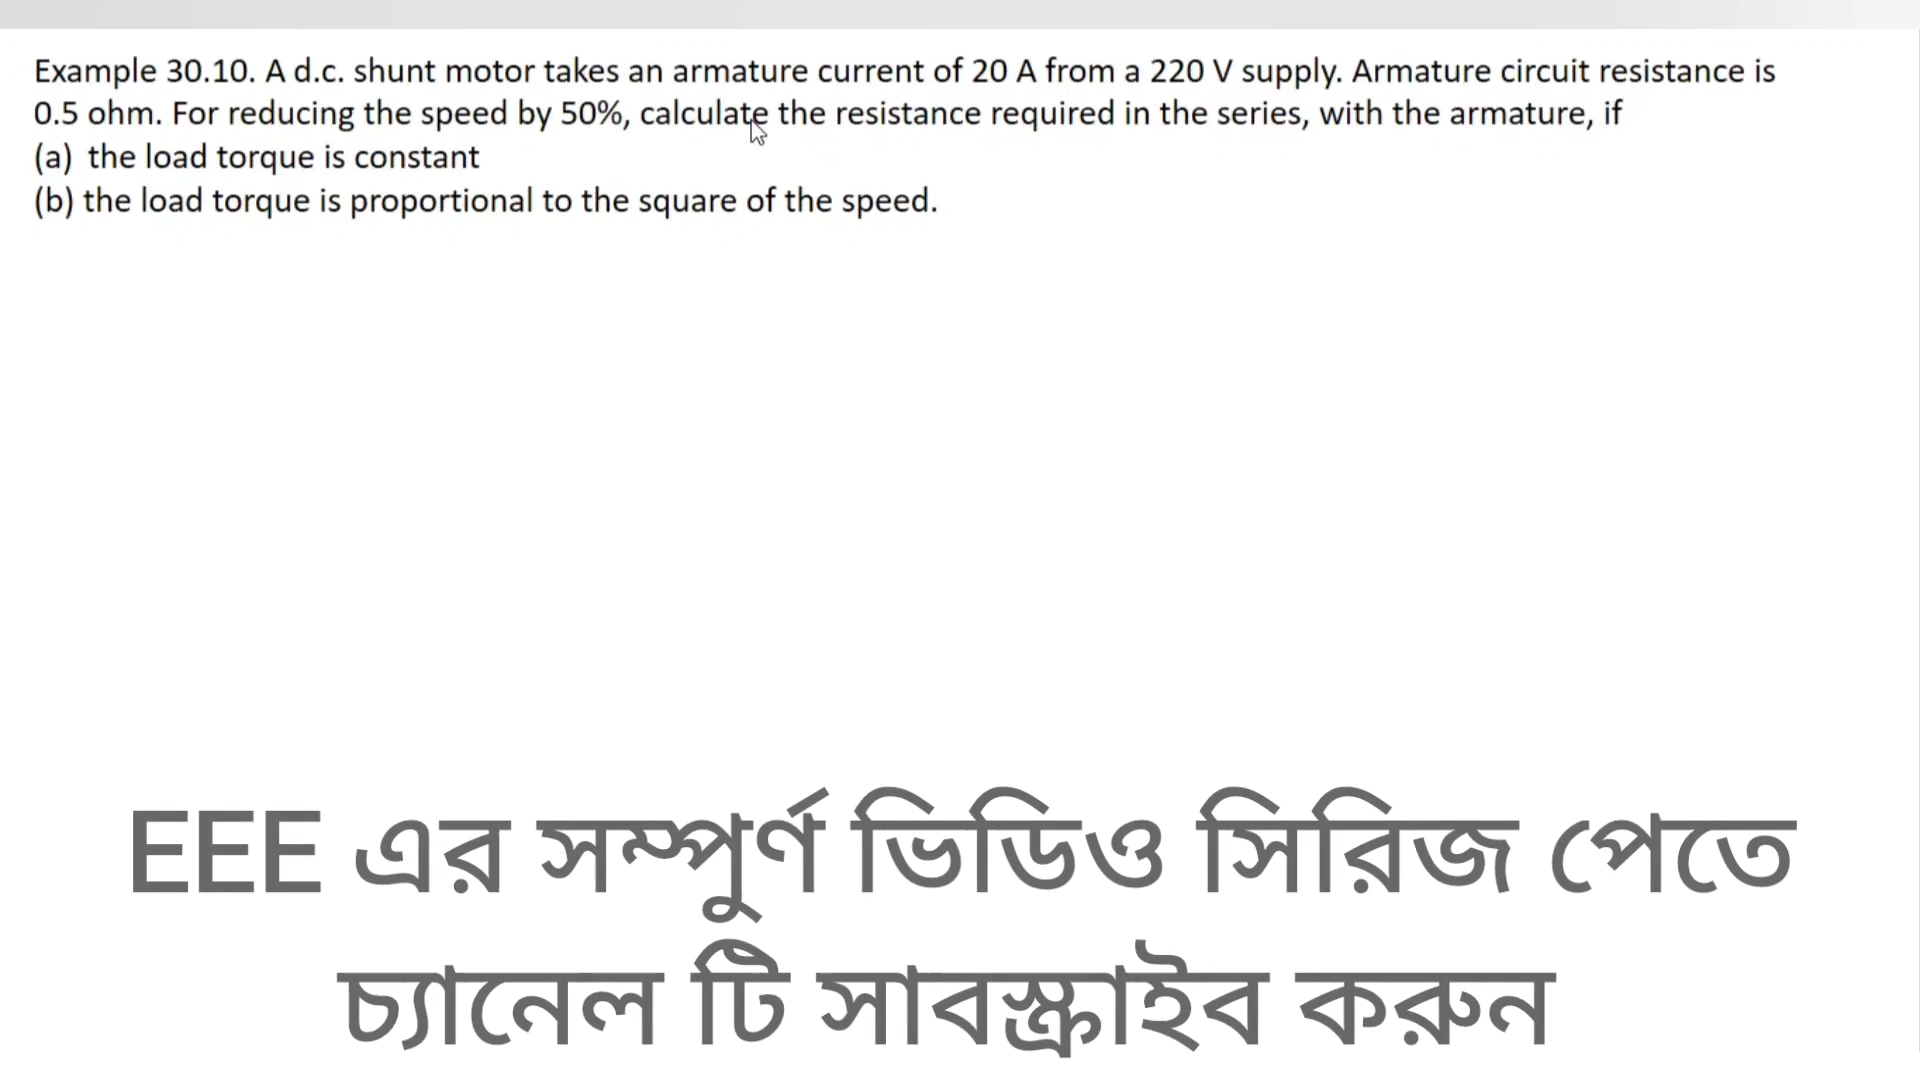 Example 30.10. A d.c. shunt motor takes an armature current of 20 A from a 220 V supply. Armature circuit resistance is
0.5 ohm. For reducing the speed by 50%, calculate the resistance required in the series, with the armature, if
(a) the load torque is constant
(b) the load torque is proportional to the square of the speed.
EEE এর সম্পুর্ণ ভিডিও সিরিজ পেতে
চ্যানেল টি সাবস্ক্রাইব করুন